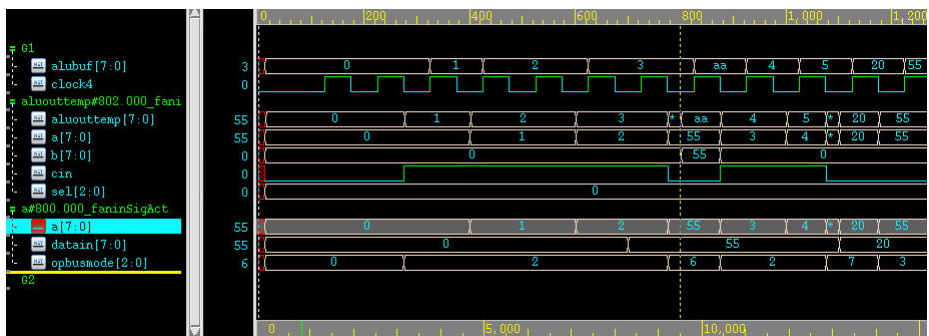 0 200 400 600 800 1,000 1,200
G1
alubuf[7:0] 3 0 1 2 3 aa 4 5 20 55
clock4 0
aluouttemp#802.000_fani
aluouttemp[7:0] 55 0 1 2 3 * aa 4 5 * 20 55
a[7:0] 55 0 1 2 55 3 4 * 20 55
b[7:0] 0 0 55 0
cin 0
sel[2:0] 0 0
a#800.000_faninSigAct
a[7:0] 55 0 1 2 55 3 4 * 20 55
datain[7:0] 55 0 55 20
opbusmode[2:0] 6 0 2 6 2 7 3
G2
0 5,000 10,000